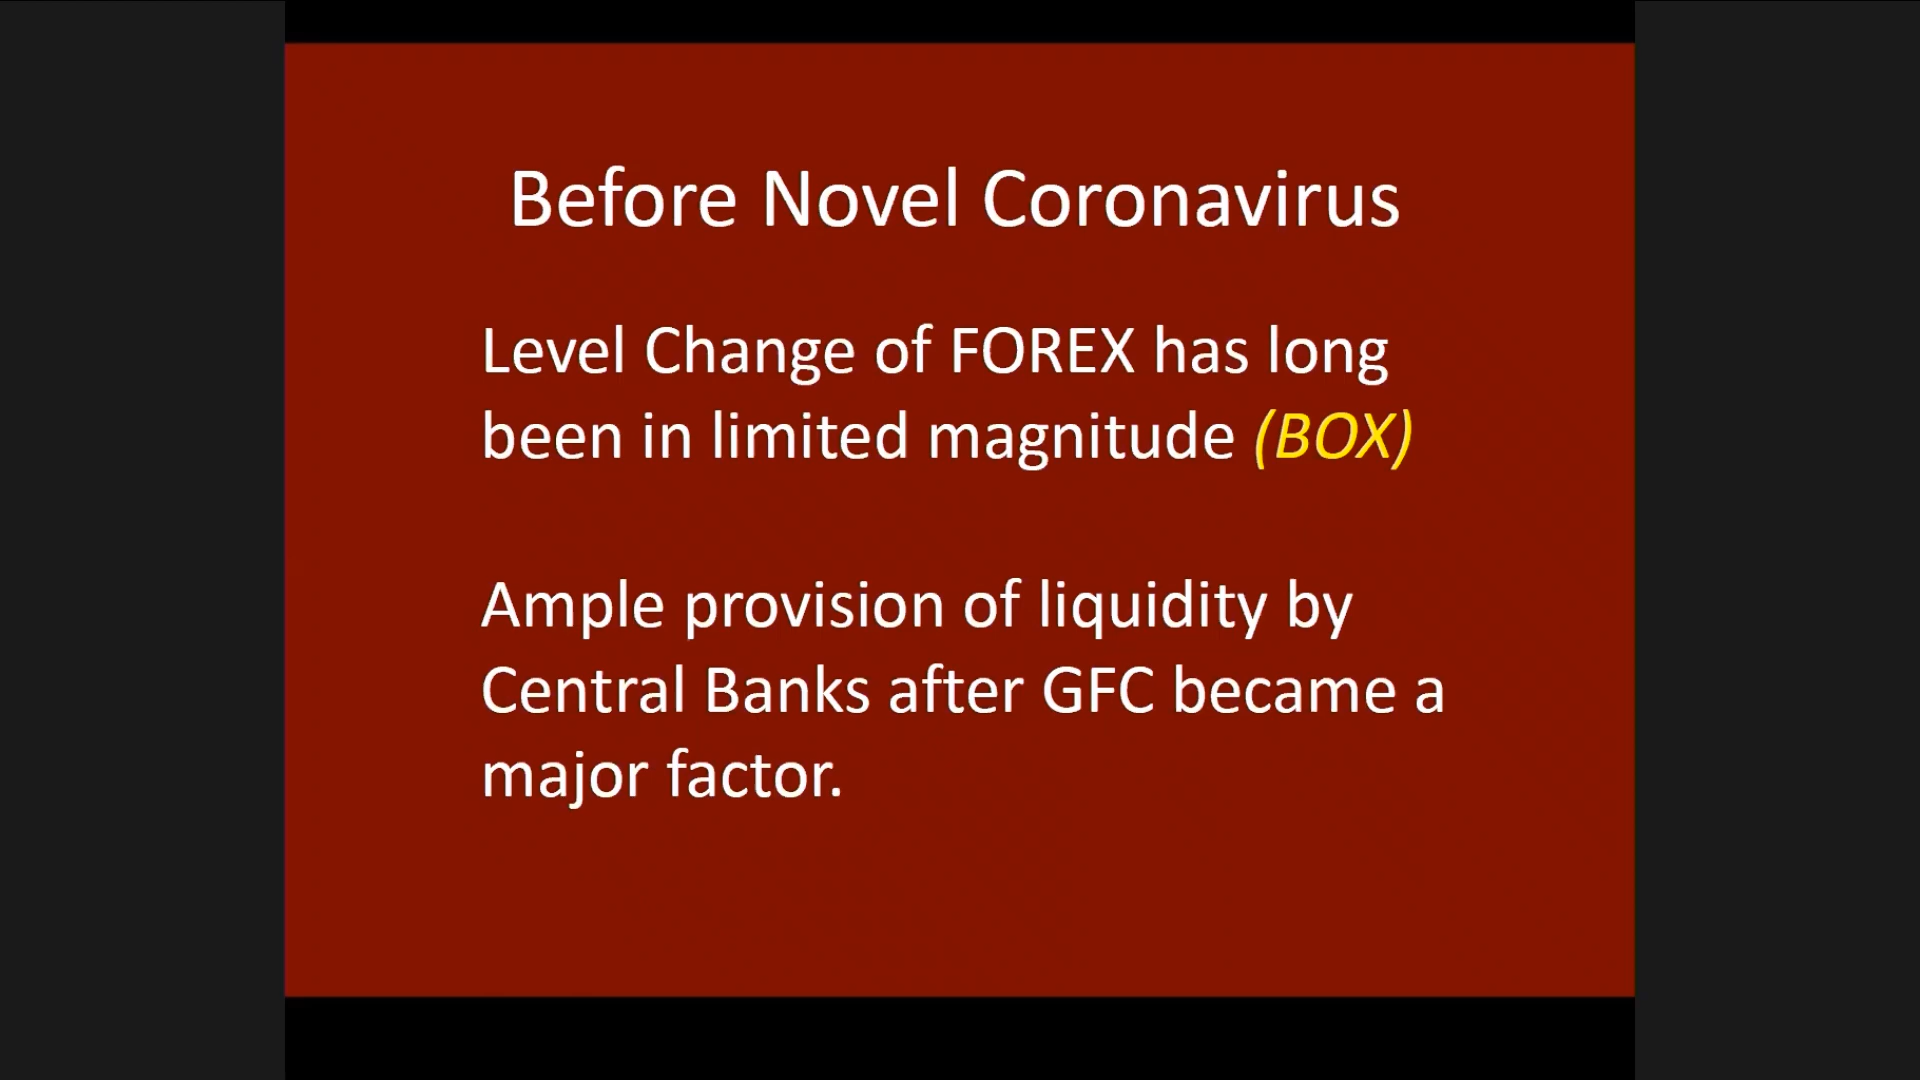 Before Novel Coronavirus
Level Change of FOREX has long
been in limited magnitude (BOX)
Ample provision of liquidity by
Central Banks after GFC became a
major factor.